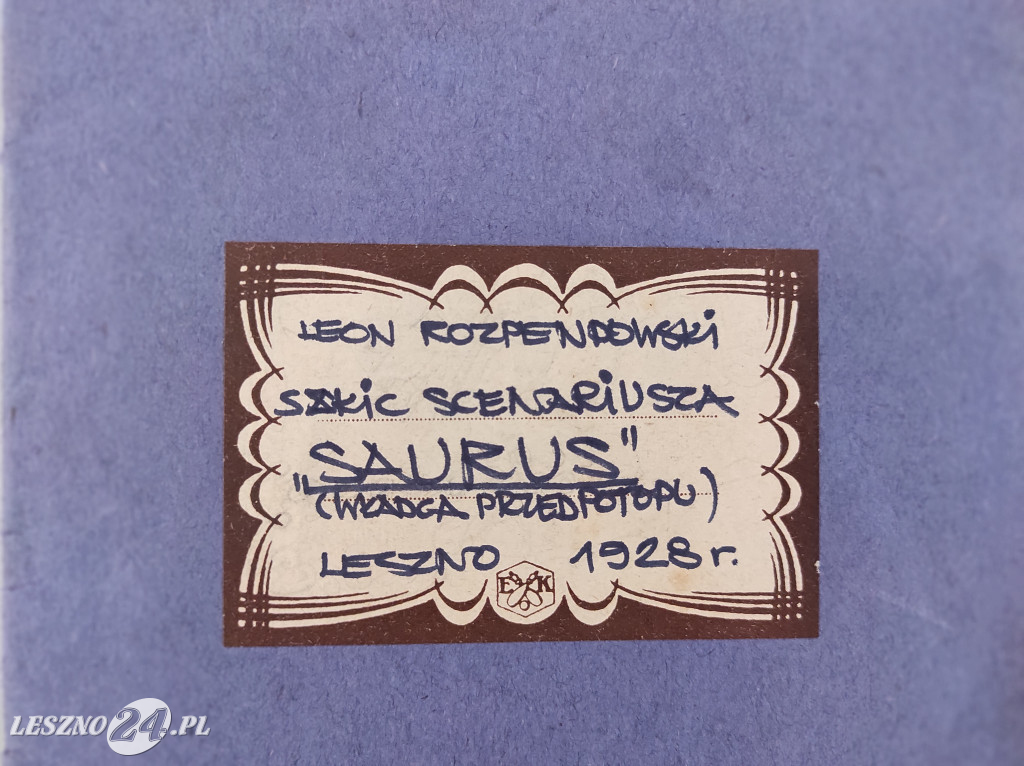 LEON ROZPENDOWSKI
SZKIC SCENARIUSZA
"SAURUS"
(WŁADCA PRZEDPOTOPU)
LESZNO 1928 r.
E K
LESZNO24.PL